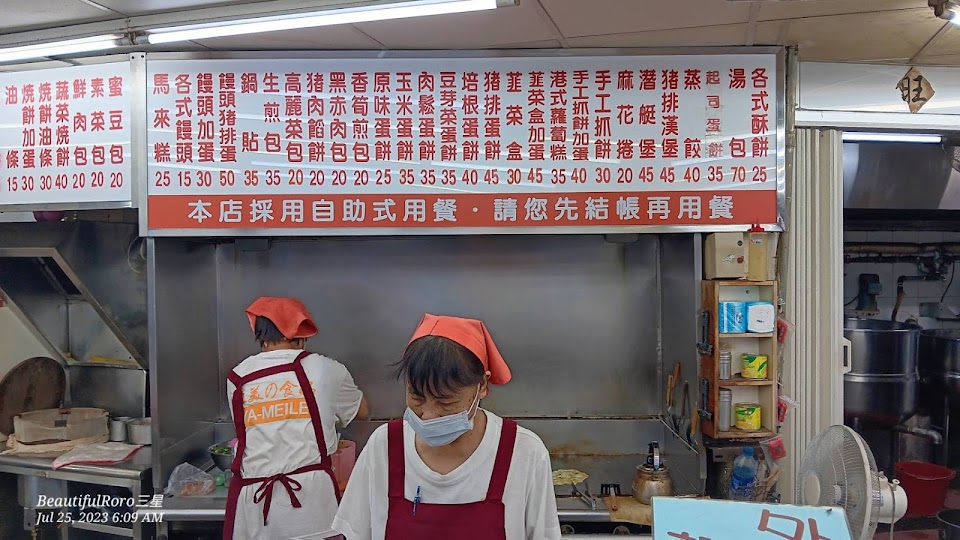 各式酥餅 25
湯包 70
起司蛋餅 35
蒸餃 40
豬排漢堡 45
潛艇堡 45
麻花捲 20
手工抓餅 30
手工抓餅加蛋 40
港式蘿蔔糕 35
韮菜盒加蛋 45
韮菜盒 30
豬排蛋餅 45
培根蛋餅 40
豆芽菜蛋餅 45
肉鬆蛋餅 35
玉米蛋餅 35
原味蛋餅 25
香筍煎包 20
黑赤肉包 20
豬肉餡餅 20
高麗菜包 20
生煎包 35
鍋貼 35
饅頭豬排蛋 50
饅頭加蛋 30
各式饅頭 15
馬來糕 25
本店採用自助式用餐・請您先結帳再用餐
蜜豆包 20
素菜包 20
鮮肉包 20
蔬菜燒餅 40
燒餅加油條 30
燒餅加蛋 30
油條 15
旺
の食
A-MEI
外
BeautifulRoro三星
Jul 25, 2023 6:09 AM